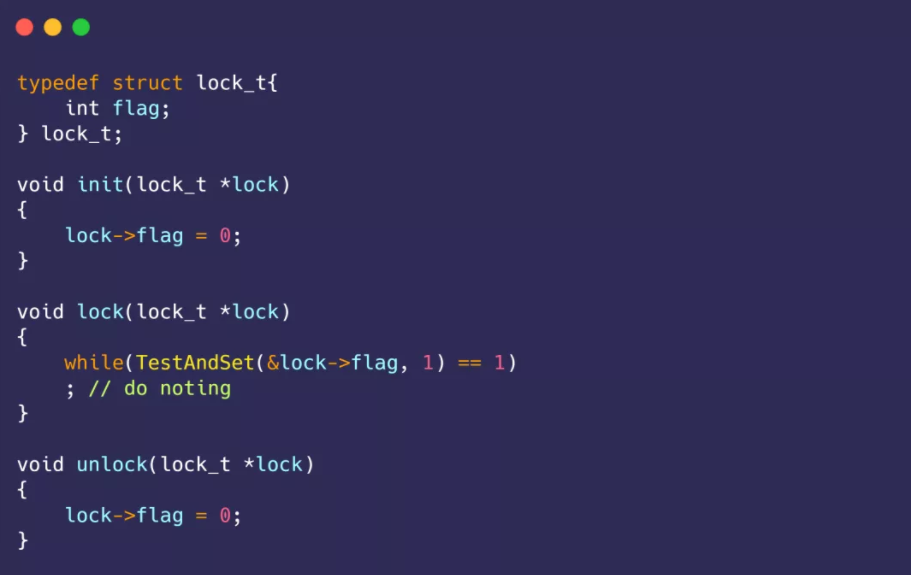 typedef struct lock_t{
    int flag;
} lock_t;

void init(lock_t *lock)
{
    lock->flag = 0;
}

void lock(lock_t *lock)
{
    while(TestAndSet(&lock->flag, 1) == 1)
    ; // do noting
}

void unlock(lock_t *lock)
{
    lock->flag = 0;
}